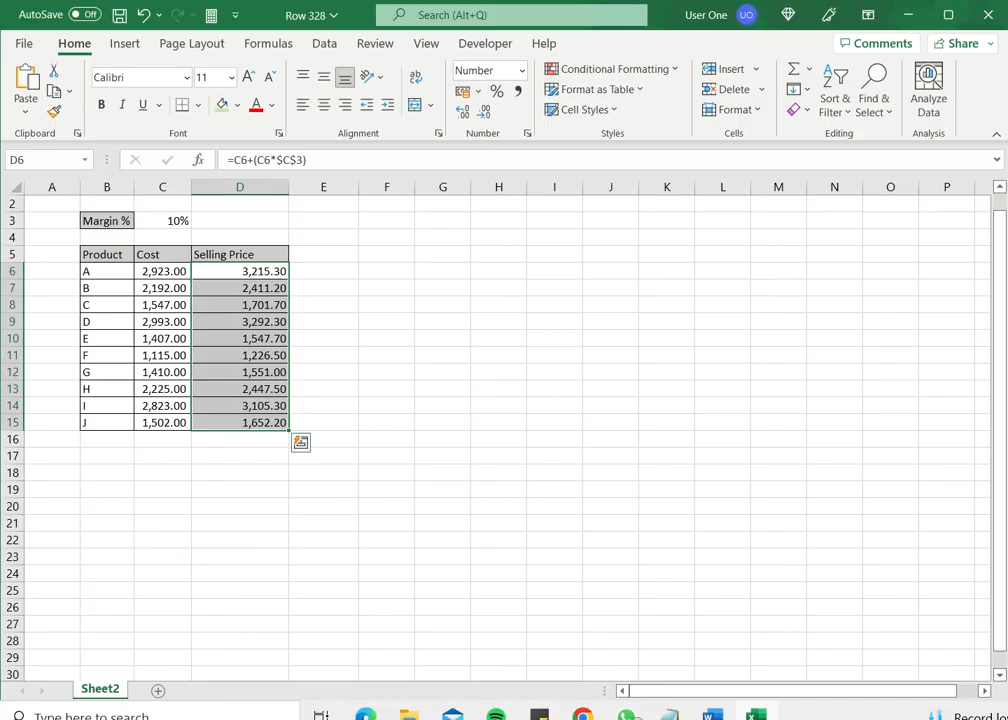 AutoSave Off Row 328 Search (Alt+Q) User One UO
File Home Insert Page Layout Formulas Data Review View Developer Help Comments Share
Paste Calibri 11 A A ab Number Conditional Formatting Insert Σ A Z Sort & Filter Find & Select Analyze Data
B I U A % , Format as Table Delete
Cell Styles Format
Clipboard Font Alignment Number Styles Cells Editing Analysis
D6 fx =C6+(C6*$C$3)
A B C D E F G H I J K L M N O P
2
3 Margin % 10%
4
5 Product Cost Selling Price
6 A 2,923.00 3,215.30
7 B 2,192.00 2,411.20
8 C 1,547.00 1,701.70
9 D 2,993.00 3,292.30
10 E 1,407.00 1,547.70
11 F 1,115.00 1,226.50
12 G 1,410.00 1,551.00
13 H 2,225.00 2,447.50
14 I 2,823.00 3,105.30
15 J 1,502.00 1,652.20
16
17
18
19
20
21
22
23
24
25
26
27
28
29
30
Sheet2
Type here to search